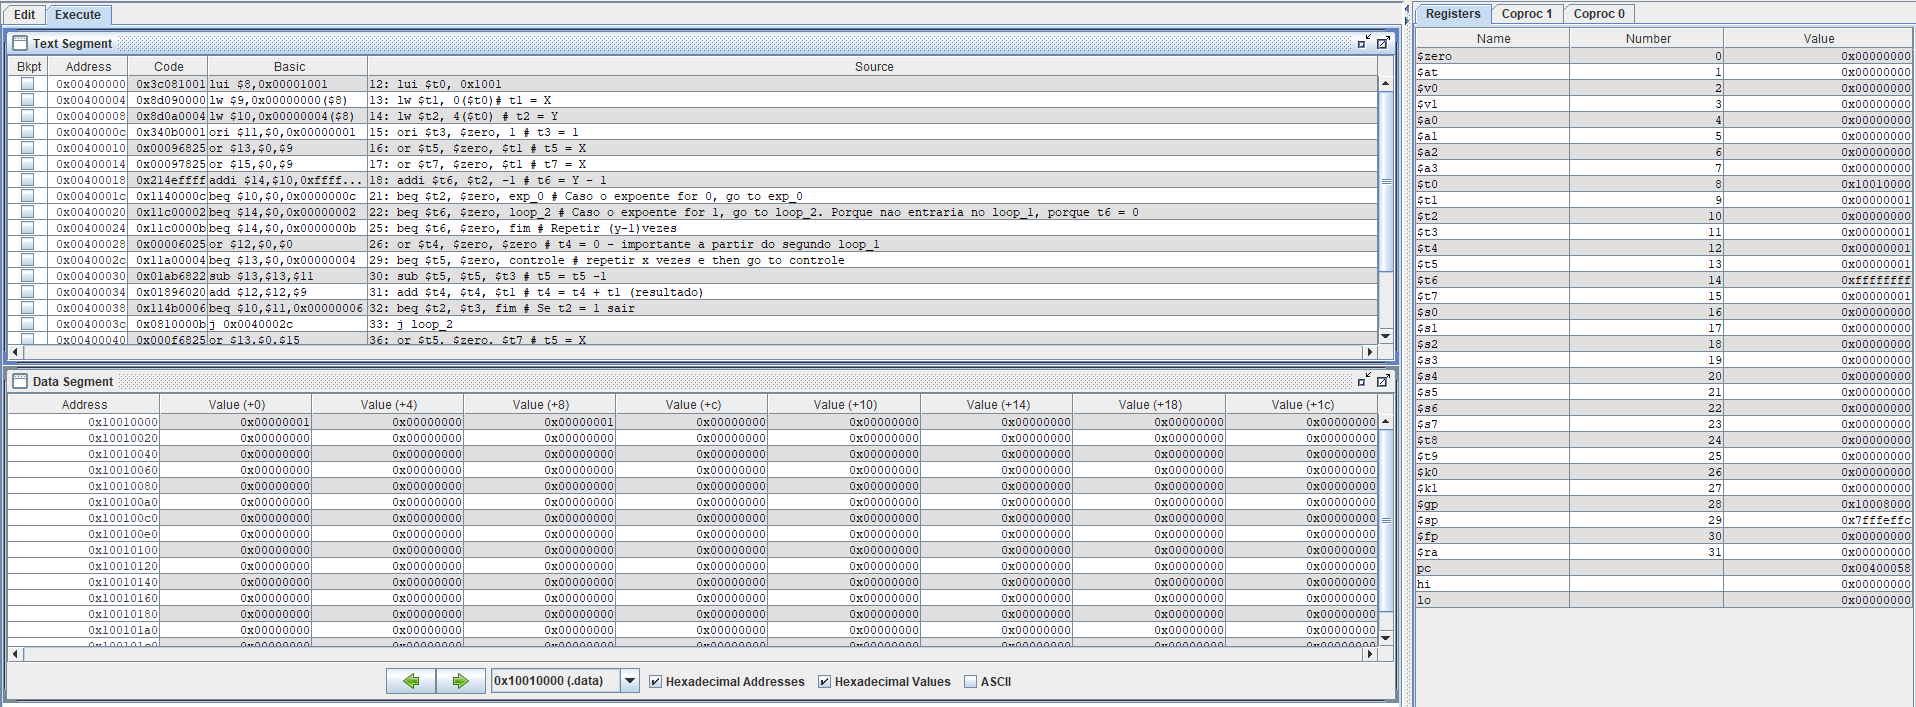 Edit Execute
Text Segment
Bkpt Address Code Basic Source
0x00400000 0x3c081001 lui $8,0x00001001 12: lui $t0, 0x1001
0x00400004 0x8d090000 lw $9,0x00000000($8) 13: lw $t1, 0($t0)# t1 = X
0x00400008 0x8d0a0004 lw $10,0x00000004($8) 14: lw $t2, 4($t0) # t2 = Y
0x0040000c 0x340b0001 ori $11,$0,0x00000001 15: ori $t3, $zero, 1 # t3 = 1
0x00400010 0x00096825 or $13,$0,$9 16: or $t5, $zero, $t1 # t5 = X
0x00400014 0x00097825 or $15,$0,$9 17: or $t7, $zero, $t1 # t7 = X
0x00400018 0x214effff addi $14,$10,0xffff... 18: addi $t6, $t2, -1 # t6 = Y - 1
0x0040001c 0x1140000c beq $10,$0,0x0000000c 21: beq $t2, $zero, exp_0 # Caso o expoente for 0, go to exp_0
0x00400020 0x11c00002 beq $14,$0,0x00000002 22: beq $t6, $zero, loop_2 # Caso o expoente for 1, go to loop_2. Porque nao entraria no loop_1, porque t6 = 0
0x00400024 0x11c0000b beq $14,$0,0x0000000b 25: beq $t6, $zero, fim # Repetir (y-1)vezes
0x00400028 0x00006025 or $12,$0,$0 26: or $t4, $zero, $zero # t4 = 0 - importante a partir do segundo loop_1
0x0040002c 0x11a00004 beq $13,$0,0x00000004 29: beq $t5, $zero, controle # repetir x vezes e then go to controle
0x00400030 0x01ab6822 sub $13,$13,$11 30: sub $t5, $t5, $t3 # t5 = t5 -1
0x00400034 0x01896020 add $12,$12,$9 31: add $t4, $t4, $t1 # t4 = t4 + t1 (resultado)
0x00400038 0x114b0006 beq $10,$11,0x00000006 32: beq $t2, $t3, fim # Se t2 = 1 sair
0x0040003c 0x0810000b j 0x0040002c 33: j loop_2
0x00400040 0x000f6825 or $13,$0,$15 36: or $t5, $zero, $t7 # t5 = X
Data Segment
Address Value (+0) Value (+4) Value (+8) Value (+c) Value (+10) Value (+14) Value (+18) Value (+1c)
0x10010000 0x00000001 0x00000000 0x00000001 0x00000000 0x00000000 0x00000000 0x00000000 0x00000000
0x10010020 0x00000000 0x00000000 0x00000000 0x00000000 0x00000000 0x00000000 0x00000000 0x00000000
0x10010040 0x00000000 0x00000000 0x00000000 0x00000000 0x00000000 0x00000000 0x00000000 0x00000000
0x10010060 0x00000000 0x00000000 0x00000000 0x00000000 0x00000000 0x00000000 0x00000000 0x00000000
0x10010080 0x00000000 0x00000000 0x00000000 0x00000000 0x00000000 0x00000000 0x00000000 0x00000000
0x100100a0 0x00000000 0x00000000 0x00000000 0x00000000 0x00000000 0x00000000 0x00000000 0x00000000
0x100100c0 0x00000000 0x00000000 0x00000000 0x00000000 0x00000000 0x00000000 0x00000000 0x00000000
0x100100e0 0x00000000 0x00000000 0x00000000 0x00000000 0x00000000 0x00000000 0x00000000 0x00000000
0x10010100 0x00000000 0x00000000 0x00000000 0x00000000 0x00000000 0x00000000 0x00000000 0x00000000
0x10010120 0x00000000 0x00000000 0x00000000 0x00000000 0x00000000 0x00000000 0x00000000 0x00000000
0x10010140 0x00000000 0x00000000 0x00000000 0x00000000 0x00000000 0x00000000 0x00000000 0x00000000
0x10010160 0x00000000 0x00000000 0x00000000 0x00000000 0x00000000 0x00000000 0x00000000 0x00000000
0x10010180 0x00000000 0x00000000 0x00000000 0x00000000 0x00000000 0x00000000 0x00000000 0x00000000
0x100101a0 0x00000000 0x00000000 0x00000000 0x00000000 0x00000000 0x00000000 0x00000000 0x00000000
0x10010000 (.data) Hexadecimal Addresses Hexadecimal Values ASCII
Registers Coproc 1 Coproc 0
Name Number Value
$zero 0 0x00000000
$at 1 0x00000000
$v0 2 0x00000000
$v1 3 0x00000000
$a0 4 0x00000000
$a1 5 0x00000000
$a2 6 0x00000000
$a3 7 0x00000000
$t0 8 0x10010000
$t1 9 0x00000001
$t2 10 0x00000000
$t3 11 0x00000001
$t4 12 0x00000001
$t5 13 0x00000001
$t6 14 0xffffffff
$t7 15 0x00000001
$s0 16 0x00000000
$s1 17 0x00000000
$s2 18 0x00000000
$s3 19 0x00000000
$s4 20 0x00000000
$s5 21 0x00000000
$s6 22 0x00000000
$s7 23 0x00000000
$t8 24 0x00000000
$t9 25 0x00000000
$k0 26 0x00000000
$k1 27 0x00000000
$gp 28 0x10008000
$sp 29 0x7fffeffc
$fp 30 0x00000000
$ra 31 0x00000000
pc 0x00400058
hi 0x00000000
lo 0x00000000